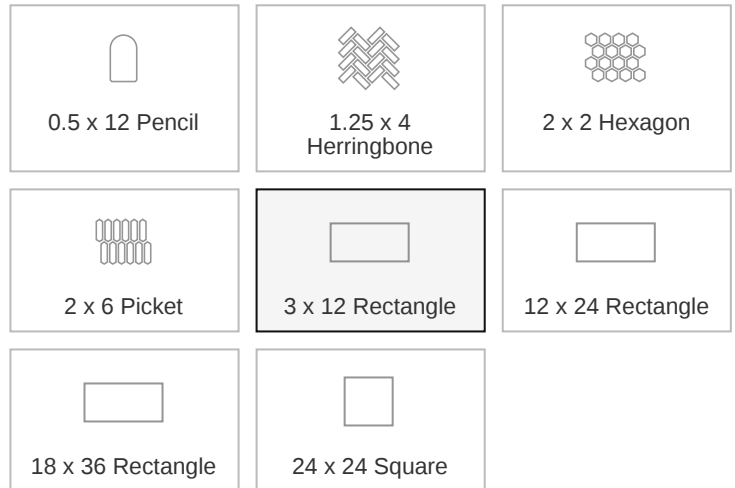 0.5 x 12 Pencil
1.25 x 4
Herringbone
2 x 2 Hexagon
2 x 6 Picket
3 x 12 Rectangle
12 x 24 Rectangle
18 x 36 Rectangle
24 x 24 Square